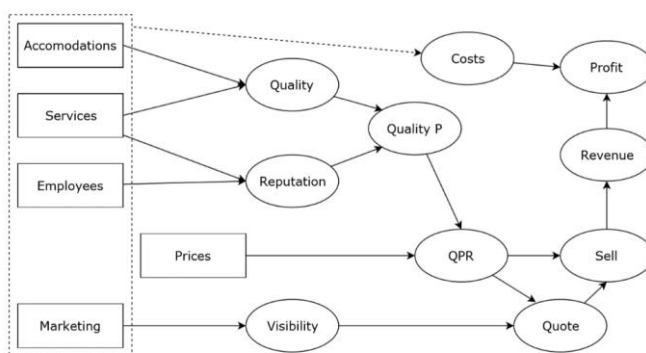 Accomodations
Costs
Profit
Quality
Services
Quality P
Revenue
Employees
Reputation
Prices
QPR
Sell
Marketing
Visibility
Quote